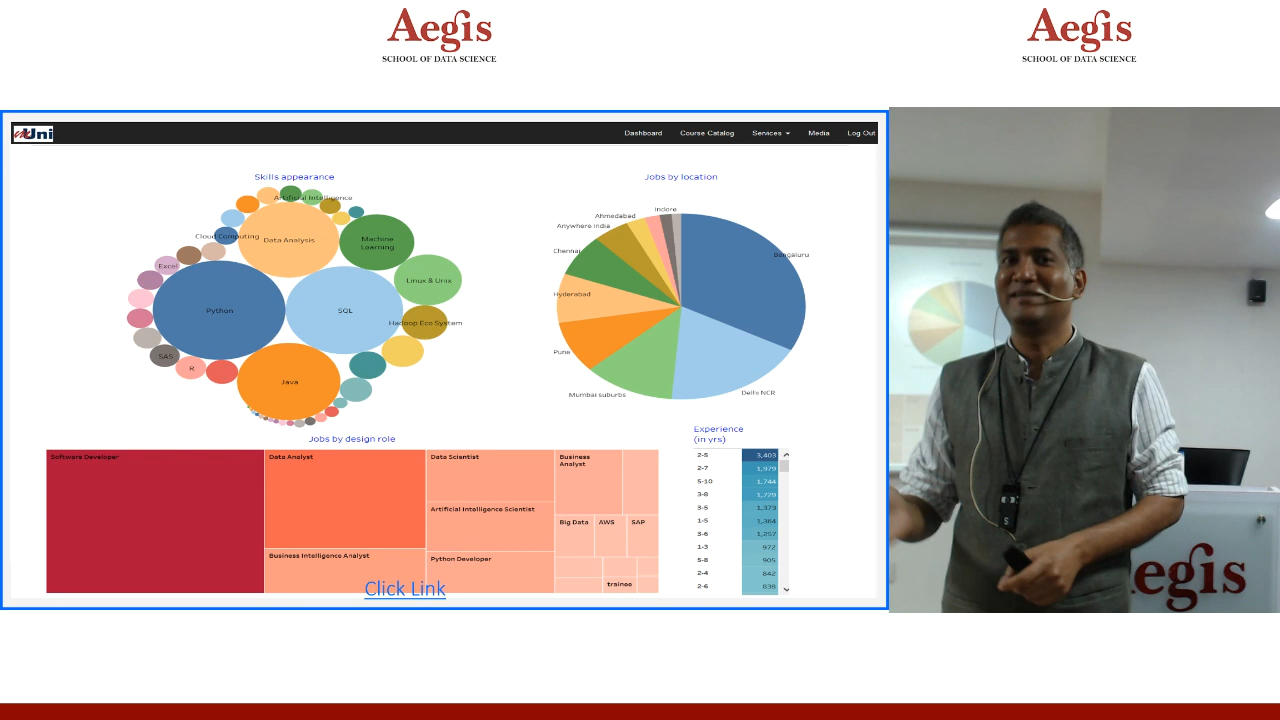 Aegis
SCHOOL OF DATA SCIENCE
Aegis
SCHOOL OF DATA SCIENCE
mUni
Dashboard
Course Catalog
Services
Media
Log Out
Skills appearance
Artificial Intelligence
Cloud Computing
Data Analysis
Machine
Learning
Excel
Linux & Unix
Python
SQL
Hadoop Eco System
SAS
R
Java
Jobs by location
Indore
Ahmedabad
Anywhere India
Chennai
Bengaluru
Hyderabad
Pune
Mumbai suburbs
Delhi NCR
Jobs by design role
Software Developer
Data Analyst
Data Scientist
Business
Analyst
Artificial Intelligence Scientist
Big Data
AWS
SAP
Business Intelligence Analyst
Python Developer
trainee
Click Link
Experience
(in yrs)
2-5 3,403
2-7 1,979
5-10 1,744
3-8 1,729
3-5 1,373
1-5 1,364
3-6 1,257
1-3 972
5-8 905
2-4 842
2-6 838
S
egis